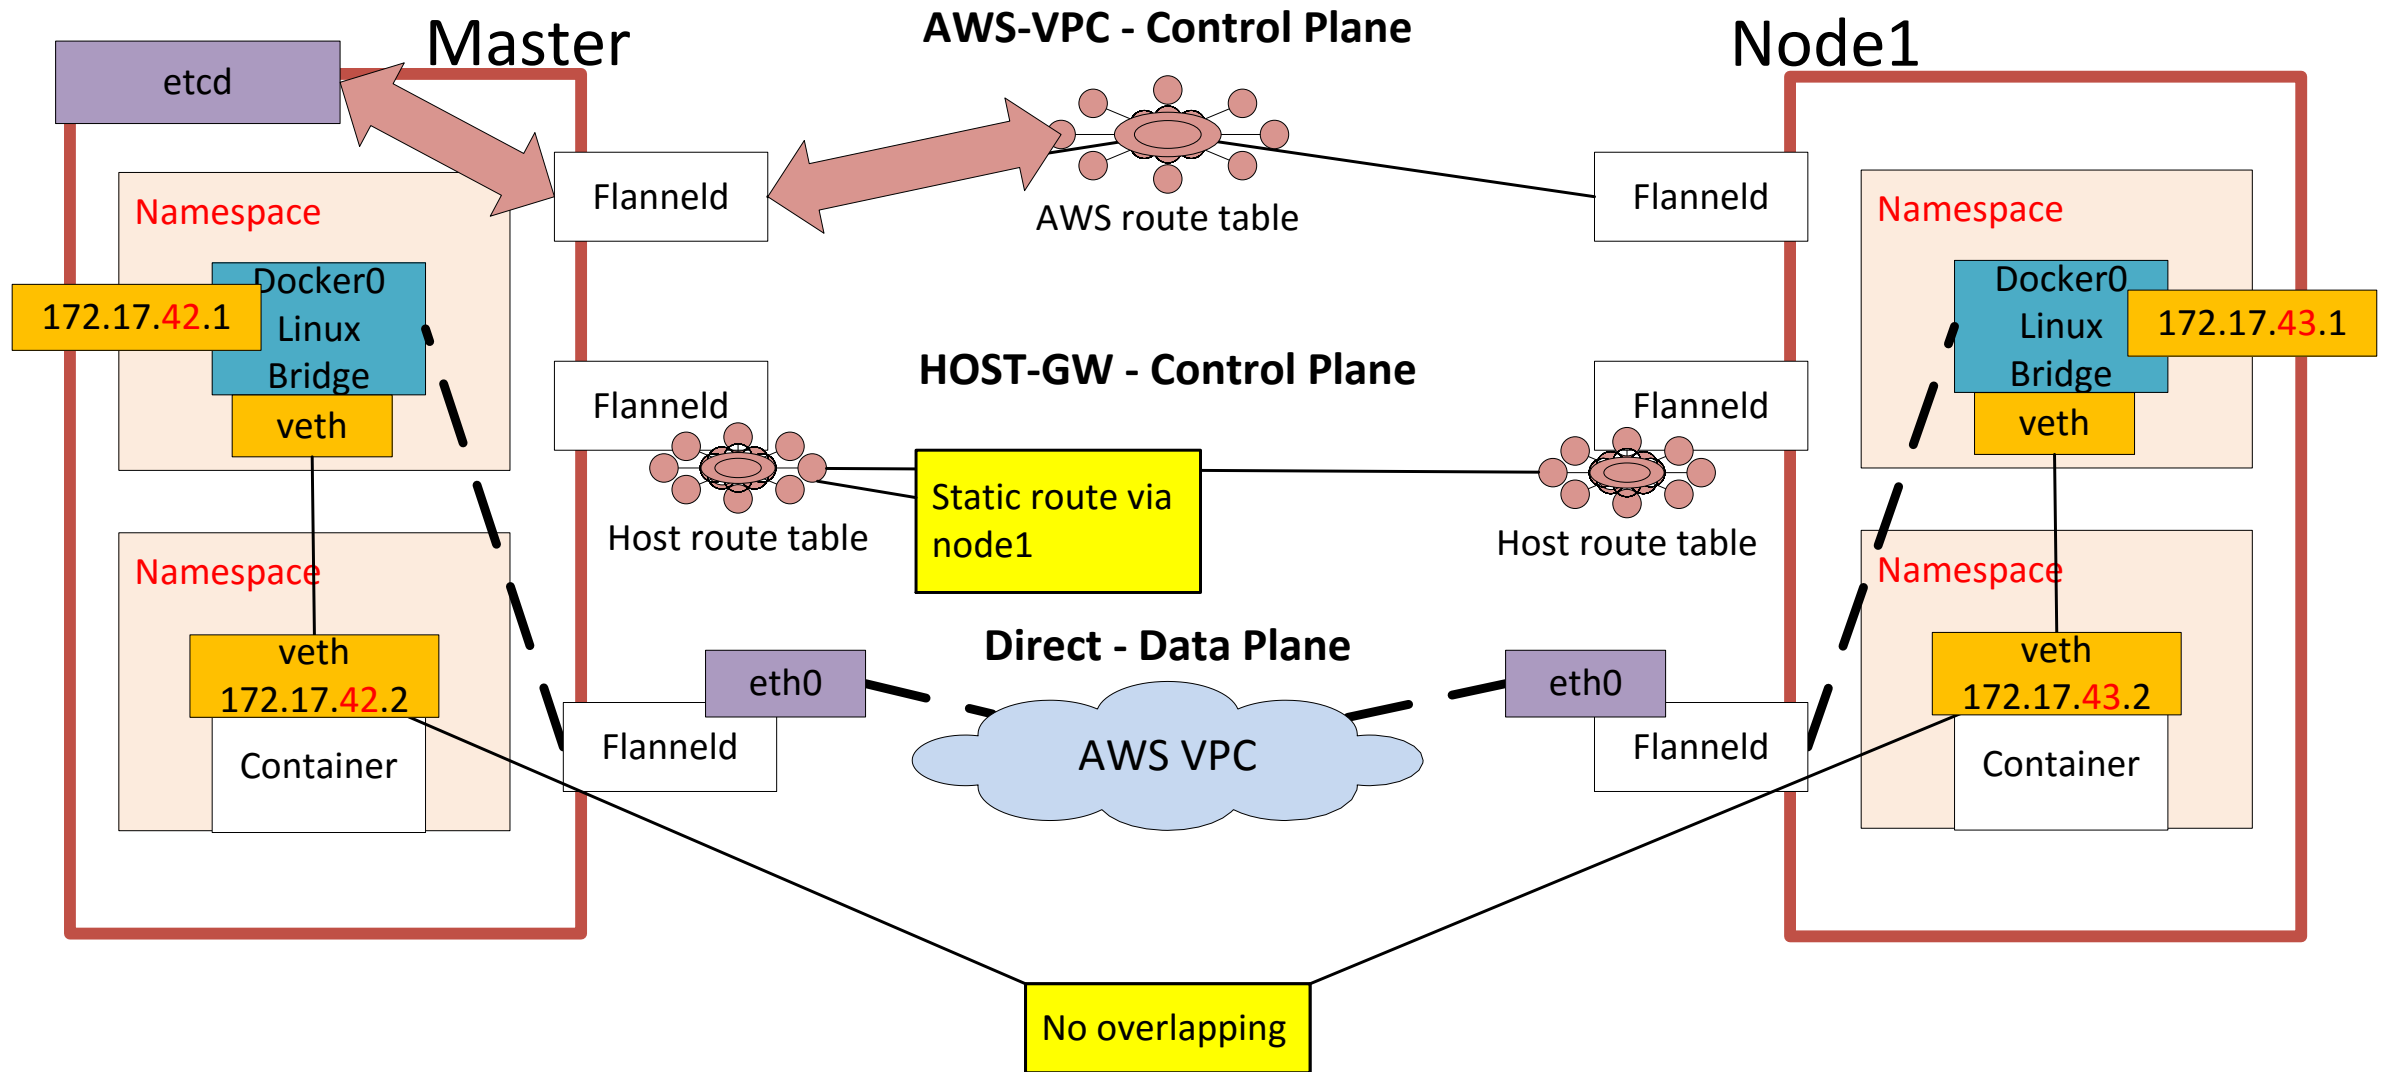 AWS-VPC - Control Plane
Master
Node1
etcd
Flanneld
Flanneld
AWS route table
Namespace
Namespace
Docker0
Linux
Bridge
172.17.42.1
veth
Docker0
Linux
Bridge
172.17.43.1
veth
HOST-GW - Control Plane
Flanneld
Flanneld
Host route table
Static route via
node1
Host route table
Namespace
Namespace
Direct - Data Plane
veth
172.17.42.2
Container
eth0
Flanneld
AWS VPC
eth0
Flanneld
veth
172.17.43.2
Container
No overlapping